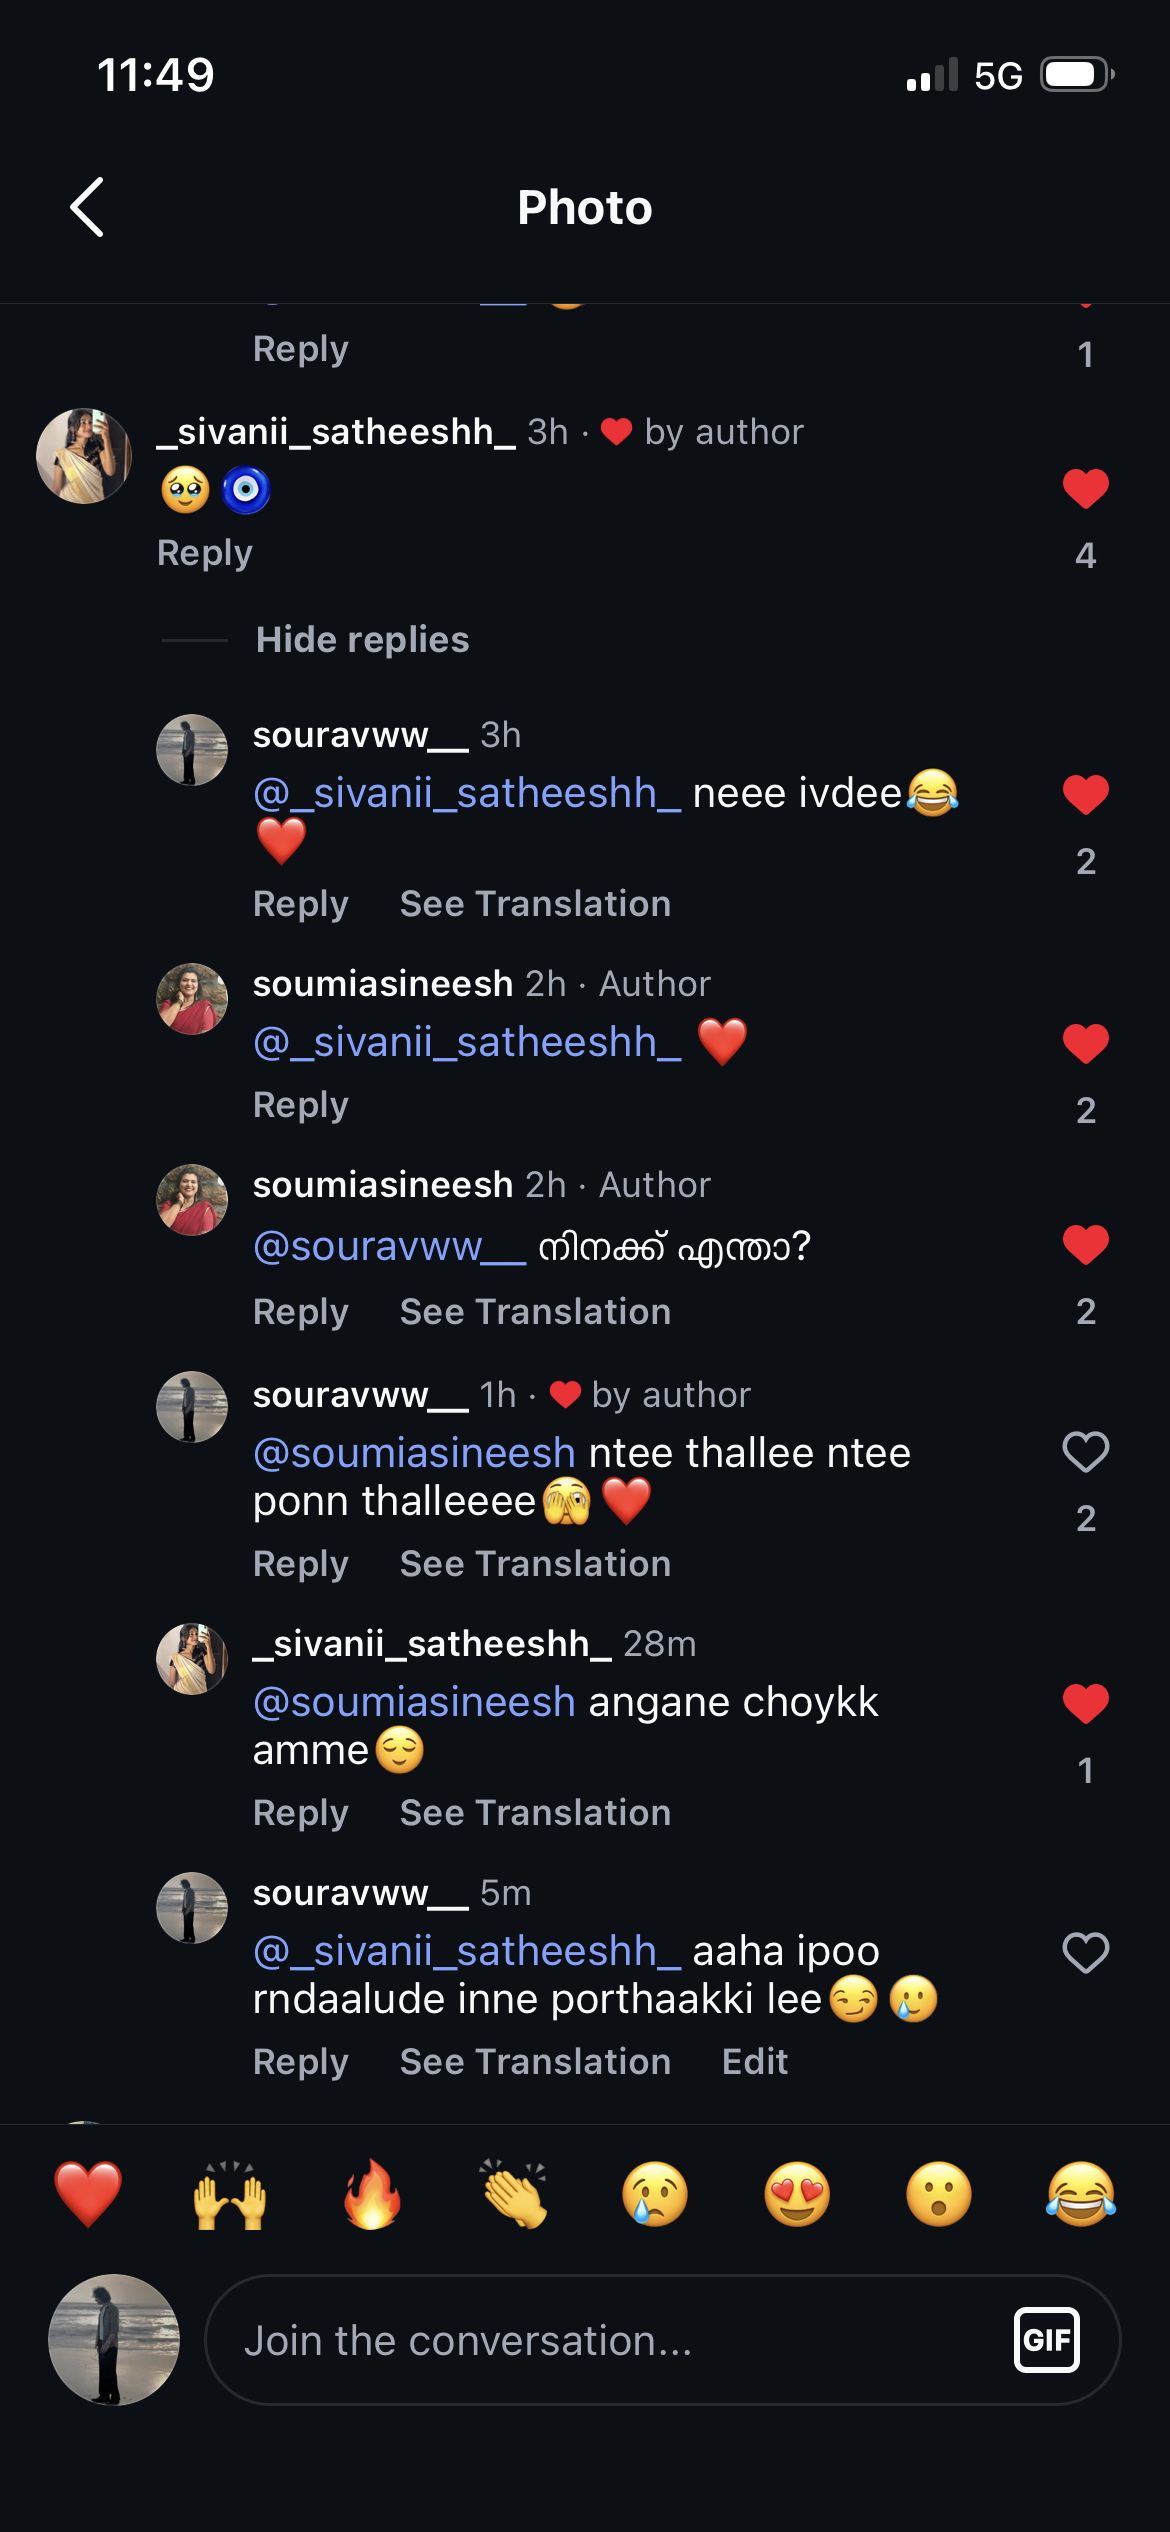 11:49 5G
Photo
Reply 1
_sivanii_satheeshh_ 3h · ❤️ by author
🥹🧿
Reply 4
Hide replies
souravww__ 3h
@_sivanii_satheeshh_ neee ivdee😂
❤️
2
Reply See Translation
soumiasineesh 2h · Author
@_sivanii_satheeshh_ ❤️
Reply 2
soumiasineesh 2h · Author
@souravww__ നിനക്ക് എന്താ?
Reply See Translation 2
souravww__ 1h · ❤️ by author
@soumiasineesh ntee thallee ntee
ponn thalleeee🫣❤️
2
Reply See Translation
_sivanii_satheeshh_ 28m
@soumiasineesh angane choykk
amme😌
1
Reply See Translation
souravww__ 5m
@_sivanii_satheeshh_ aaha ipoo
rndaalude inne porthaakki lee😏🥲
Reply See Translation Edit
❤️🙌🔥👏😢😍😮😂
Join the conversation... GIF